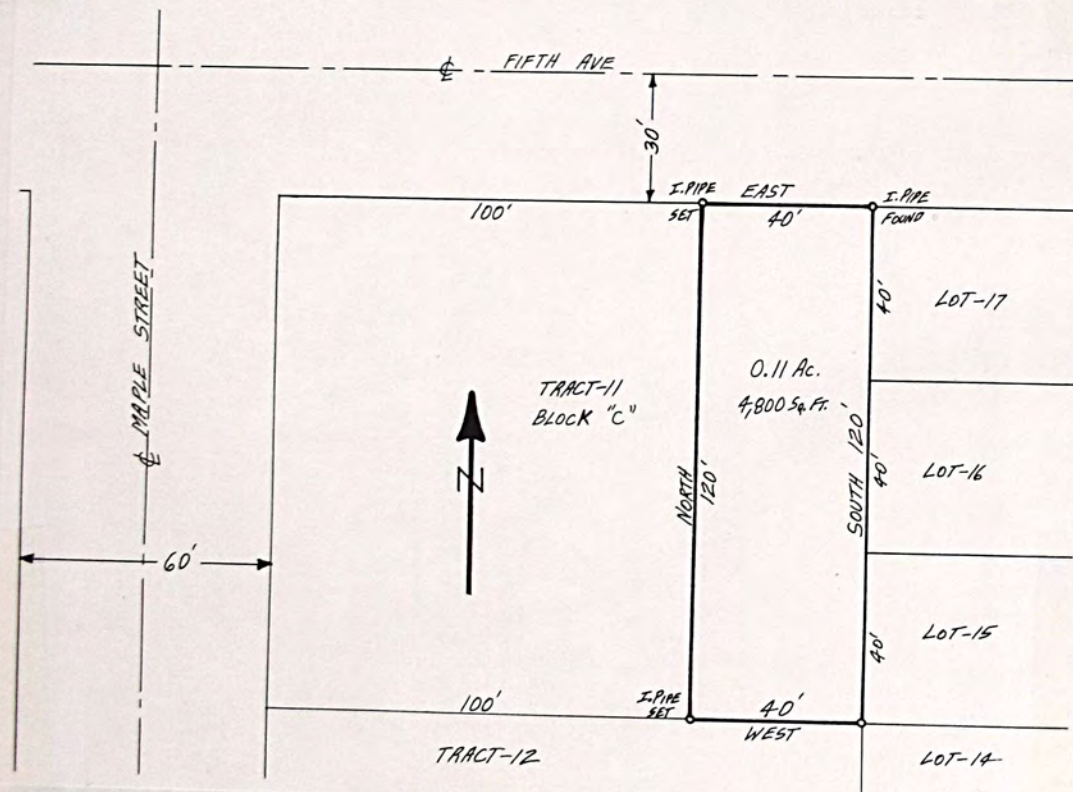 ℄ FIFTH AVE
30'
I.PIPE
SET
EAST
40'
I.PIPE
FOUND
100'
℄ MAPLE STREET
60'
TRACT-11
BLOCK "C"
N
NORTH
120'
0.11 Ac.
4,800 Sq. Ft.
SOUTH 120'
40'
LOT-17
40'
LOT-16
40'
LOT-15
100'
I.PIPE
SET
40'
WEST
TRACT-12
LOT-14